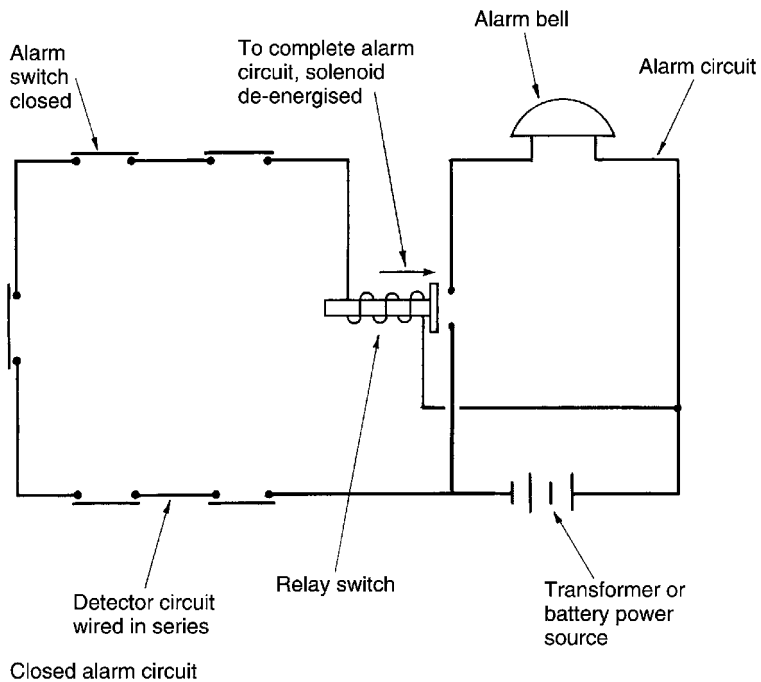 Alarm bell
To complete alarm
circuit, solenoid
de-energised
Alarm
switch
closed
Alarm circuit
Relay switch
Detector circuit
wired in series
Transformer or
battery power
source
Closed alarm circuit